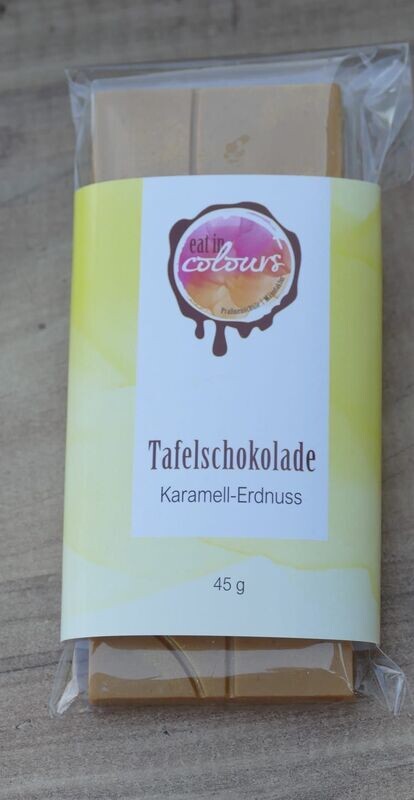 eat in
colours
Tafelschokolade
Karamell-Erdnuss
45 g